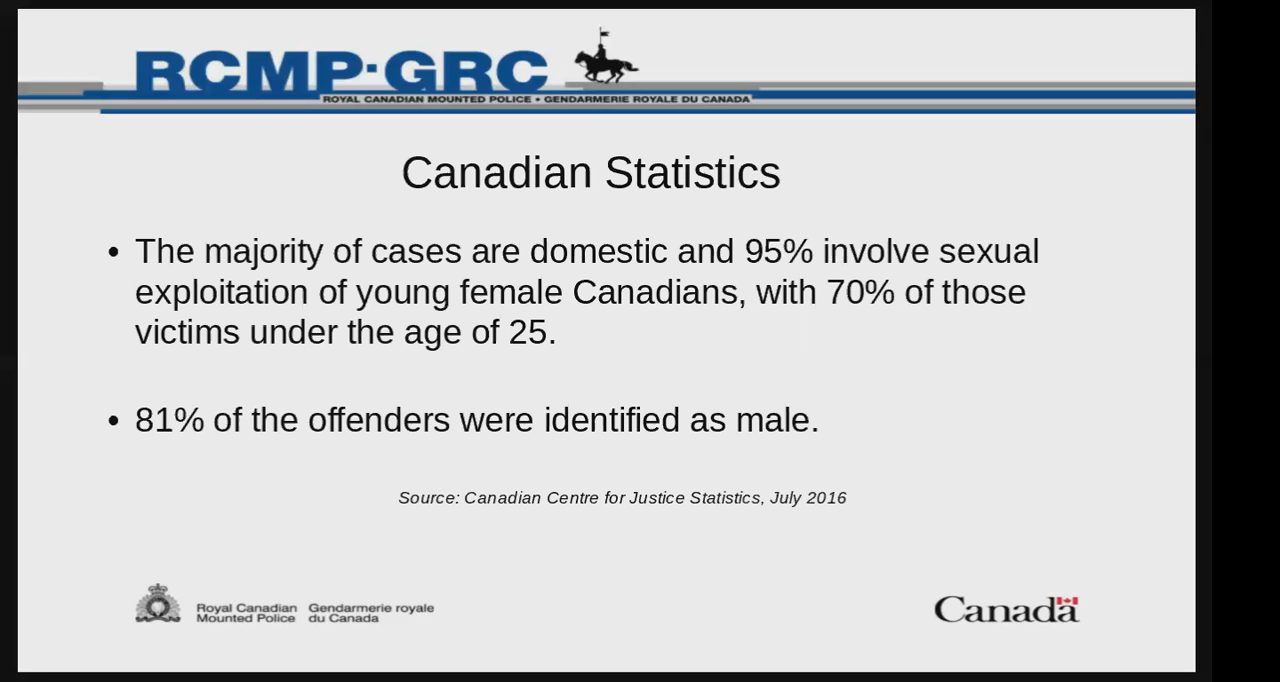 RCMP·GRC
ROYAL CANADIAN MOUNTED POLICE • GENDARMERIE ROYALE DU CANADA
Canadian Statistics
• The majority of cases are domestic and 95% involve sexual
exploitation of young female Canadians, with 70% of those
victims under the age of 25.
• 81% of the offenders were identified as male.
Source: Canadian Centre for Justice Statistics, July 2016
Royal Canadian Gendarmerie royale
Mounted Police du Canada
Canada